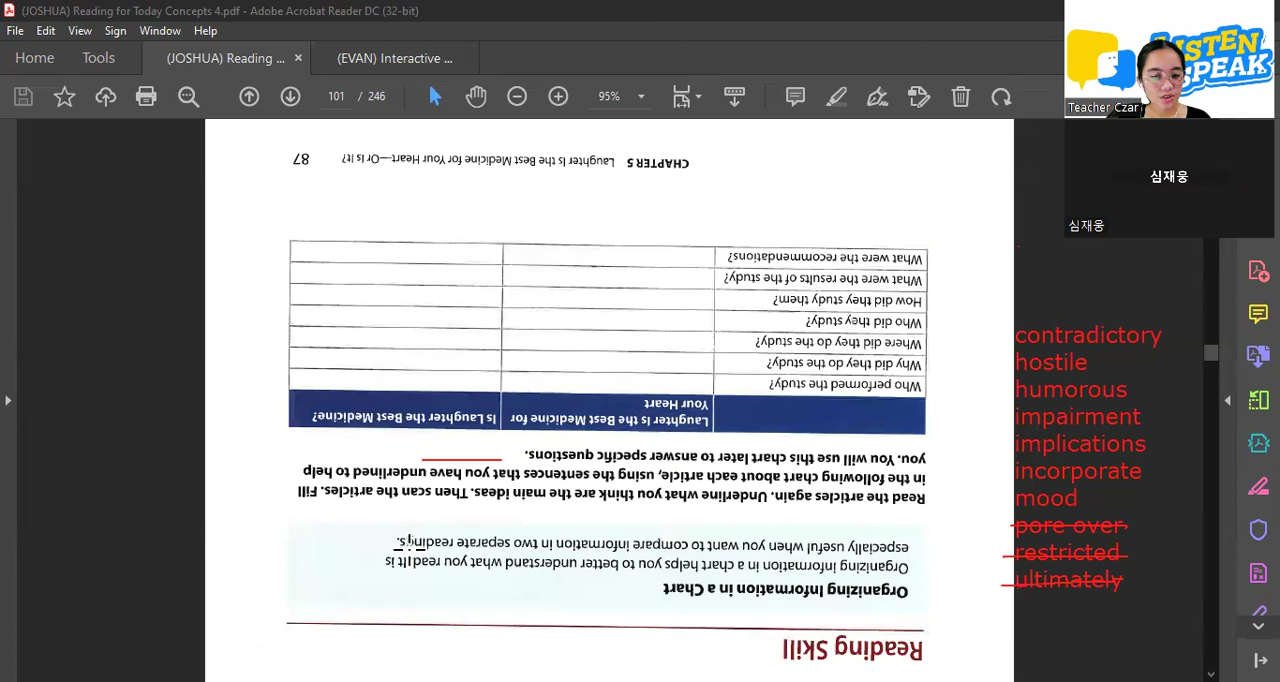 (JOSHUA) Reading for Today Concepts 4.pdf - Adobe Acrobat Reader DC (32-bit)
File Edit View Sign Window Help
Home Tools (JOSHUA) Reading ... × (EVAN) Interactive ...
101 / 246 95%
LISTEN
SPEAK
Teacher Czar
심재웅
심재웅
Reading Skill
Organizing Information in a Chart
Organizing information in a chart helps you to better understand what you read. It is
especially useful when you want to compare information in two separate readings.
Read the articles again. Underline what you think are the main ideas. Then scan the articles. Fill
in the following chart about each article, using the sentences that you have underlined to help
you. You will use this chart later to answer specific questions.
Laughter Is the Best Medicine for Your Heart
Is Laughter the Best Medicine?
Who performed the study?
Why did they do the study?
Where did they do the study?
Who did they study?
How did they study them?
What were the results of the study?
What were the recommendations?
CHAPTER 5 Laughter Is the Best Medicine for Your Heart—Or Is It? 87
contradictory
hostile
humorous
impairment
implications
incorporate
mood
pore over
restricted
ultimately